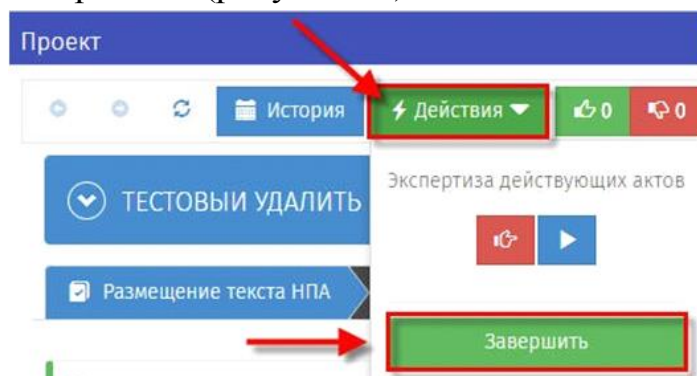 Проект
История
Действия
0
0
ТЕСТОВЫЙ УДАЛИТЬ
Экспертиза действующих актов
Размещение текста НПА
Завершить